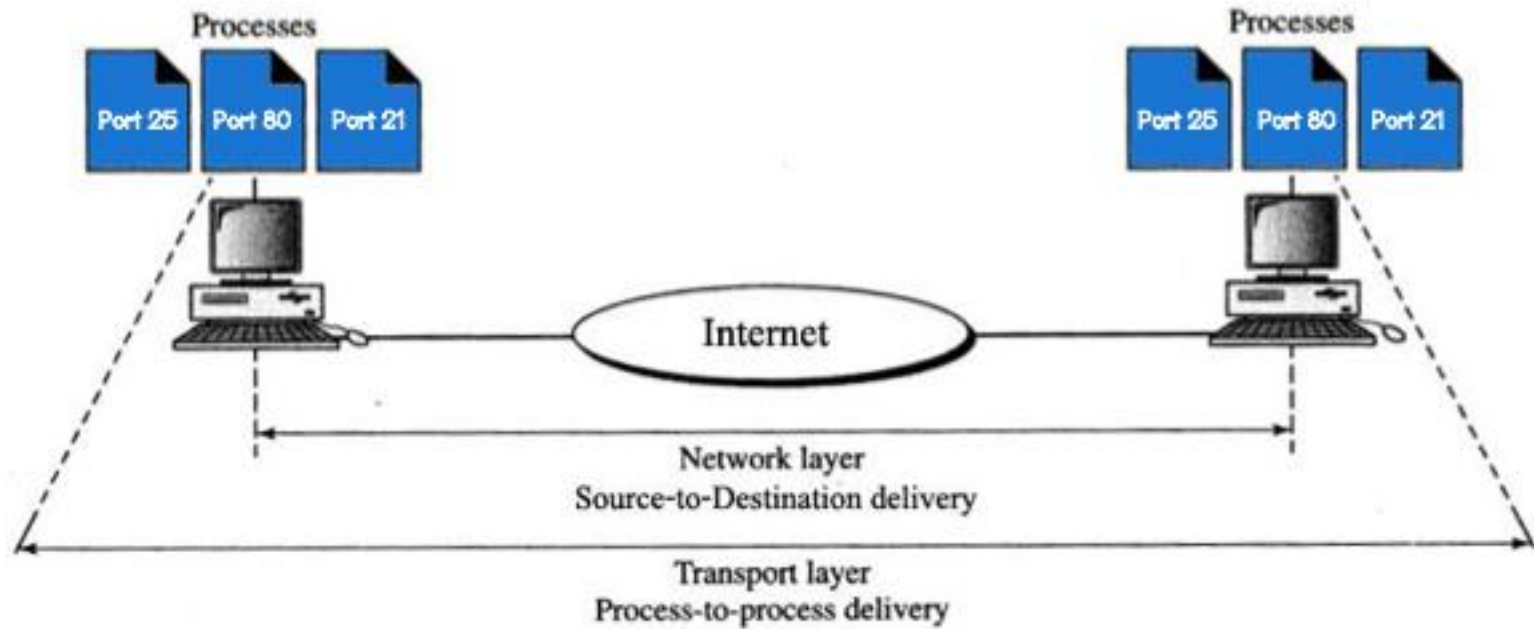 Processes
Processes
Port 25
Port 80
Port 21
Port 25
Port 80
Port 21
Internet
Network layer
Source-to-Destination delivery
Transport layer
Process-to-process delivery